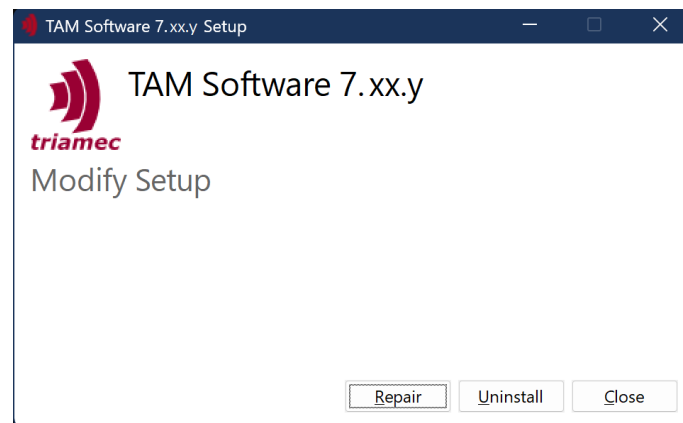 TAM Software 7.xx.y Setup
TAM Software 7.xx.y
triamec
Modify Setup
Repair Uninstall Close